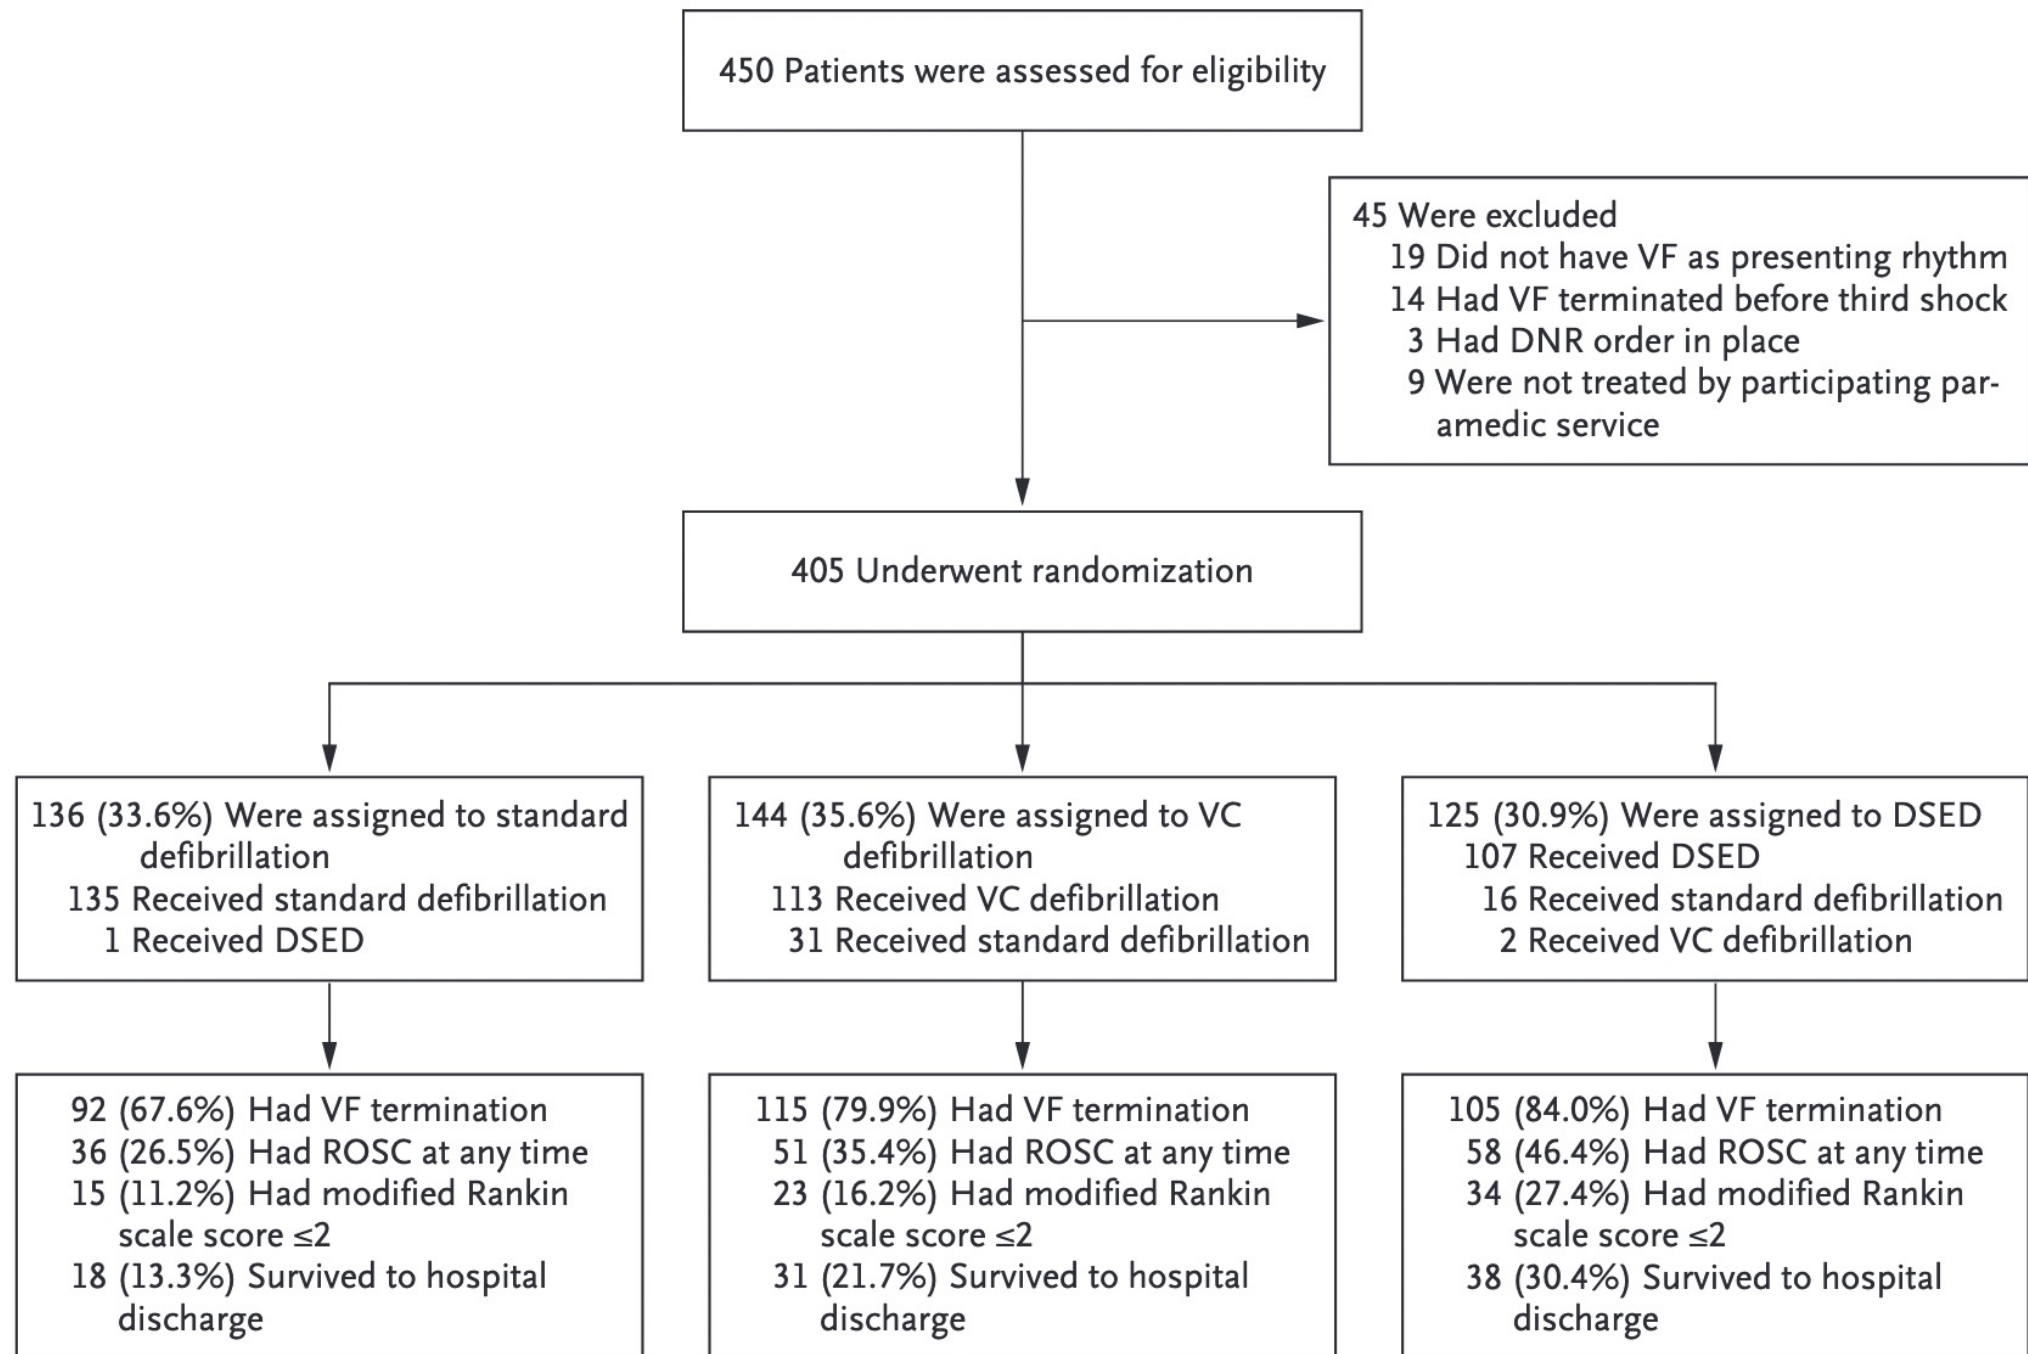 450 Patients were assessed for eligibility
45 Were excluded
19 Did not have VF as presenting rhythm
14 Had VF terminated before third shock
3 Had DNR order in place
9 Were not treated by participating par-
amedic service
405 Underwent randomization
136 (33.6%) Were assigned to standard
defibrillation
135 Received standard defibrillation
1 Received DSED
144 (35.6%) Were assigned to VC
defibrillation
113 Received VC defibrillation
31 Received standard defibrillation
125 (30.9%) Were assigned to DSED
107 Received DSED
16 Received standard defibrillation
2 Received VC defibrillation
92 (67.6%) Had VF termination
36 (26.5%) Had ROSC at any time
15 (11.2%) Had modified Rankin
scale score ≤2
18 (13.3%) Survived to hospital
discharge
115 (79.9%) Had VF termination
51 (35.4%) Had ROSC at any time
23 (16.2%) Had modified Rankin
scale score ≤2
31 (21.7%) Survived to hospital
discharge
105 (84.0%) Had VF termination
58 (46.4%) Had ROSC at any time
34 (27.4%) Had modified Rankin
scale score ≤2
38 (30.4%) Survived to hospital
discharge